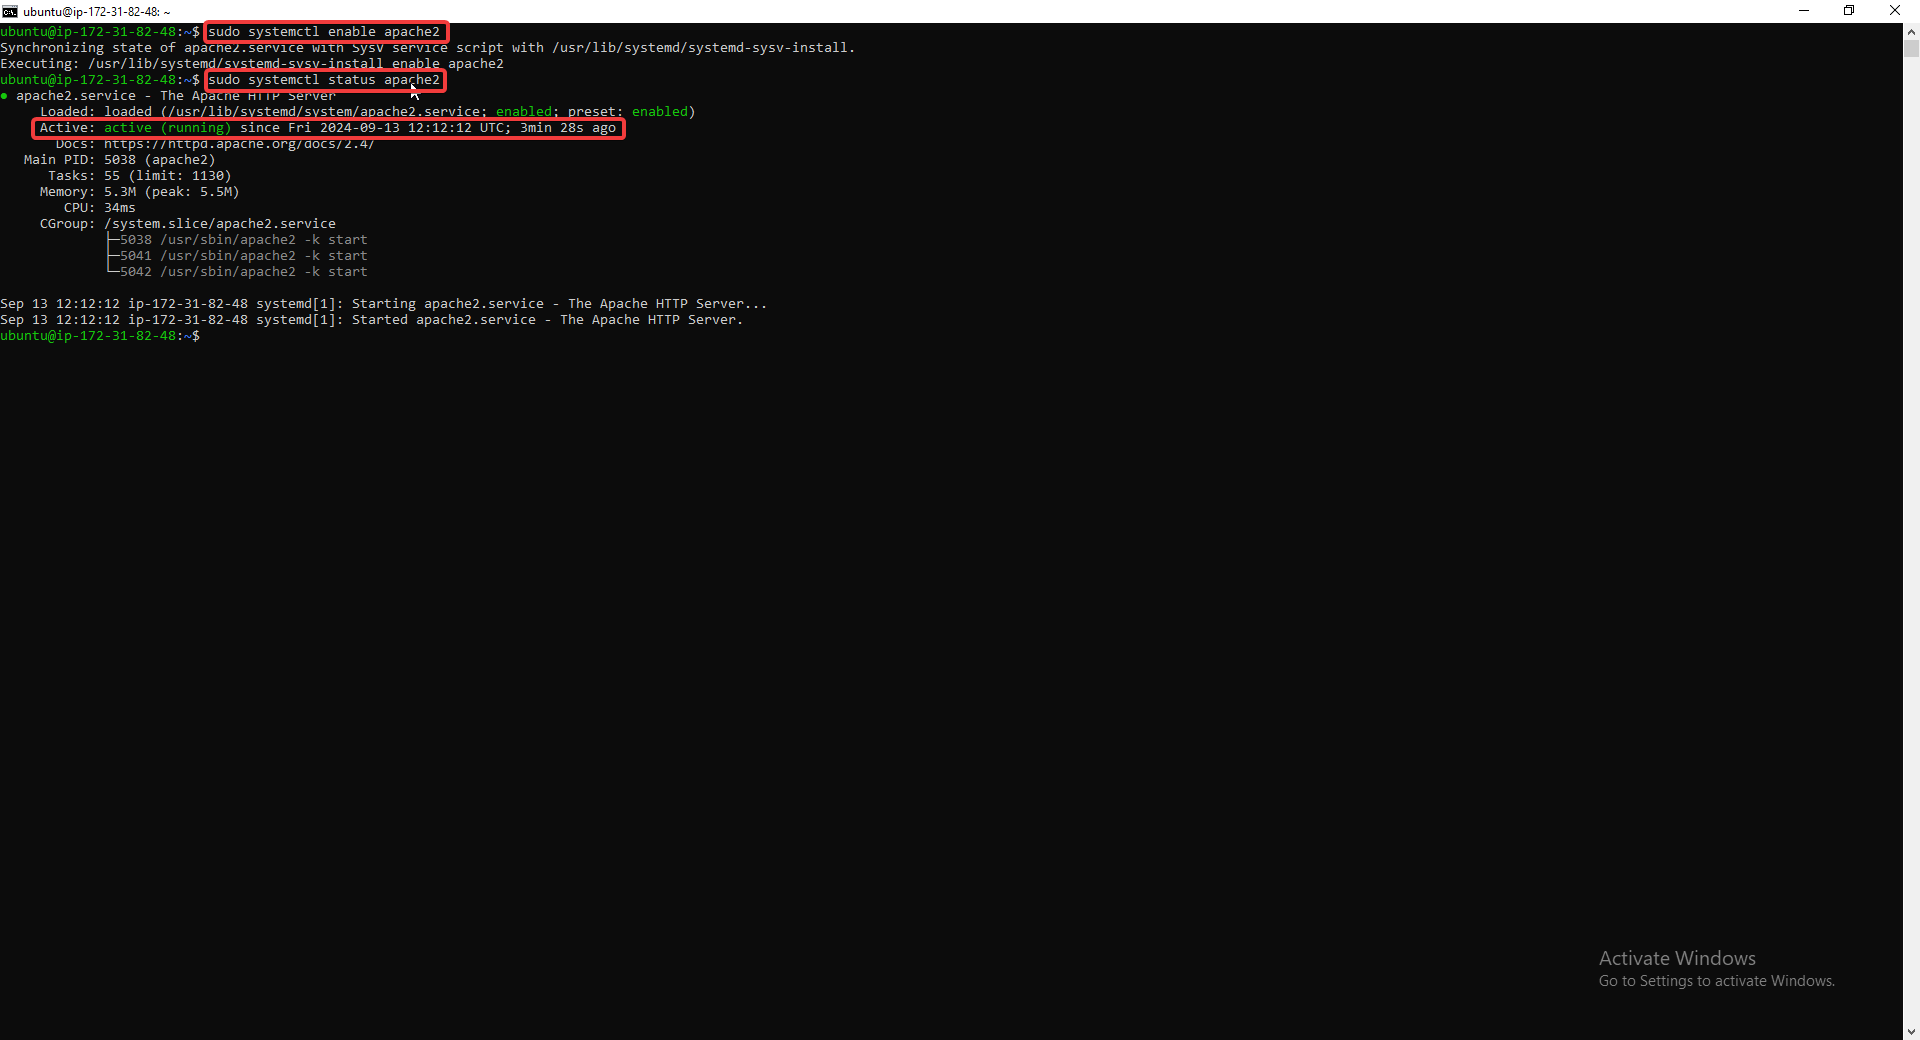 ubuntu@ip-172-31-82-48: ~
ubuntu@ip-172-31-82-48:~$ sudo systemctl enable apache2
Synchronizing state of apache2.service with SysV service script with /usr/lib/systemd/systemd-sysv-install.
Executing: /usr/lib/systemd/systemd-sysv-install enable apache2
ubuntu@ip-172-31-82-48:~$ sudo systemctl status apache2
● apache2.service - The Apache HTTP Server
     Loaded: loaded (/usr/lib/systemd/system/apache2.service; enabled; preset: enabled)
     Active: active (running) since Fri 2024-09-13 12:12:12 UTC; 3min 28s ago
       Docs: https://httpd.apache.org/docs/2.4/
   Main PID: 5038 (apache2)
      Tasks: 55 (limit: 1130)
     Memory: 5.3M (peak: 5.5M)
        CPU: 34ms
     CGroup: /system.slice/apache2.service
             ├─5038 /usr/sbin/apache2 -k start
             ├─5041 /usr/sbin/apache2 -k start
             └─5042 /usr/sbin/apache2 -k start
Sep 13 12:12:12 ip-172-31-82-48 systemd[1]: Starting apache2.service - The Apache HTTP Server...
Sep 13 12:12:12 ip-172-31-82-48 systemd[1]: Started apache2.service - The Apache HTTP Server.
ubuntu@ip-172-31-82-48:~$
Activate Windows
Go to Settings to activate Windows.